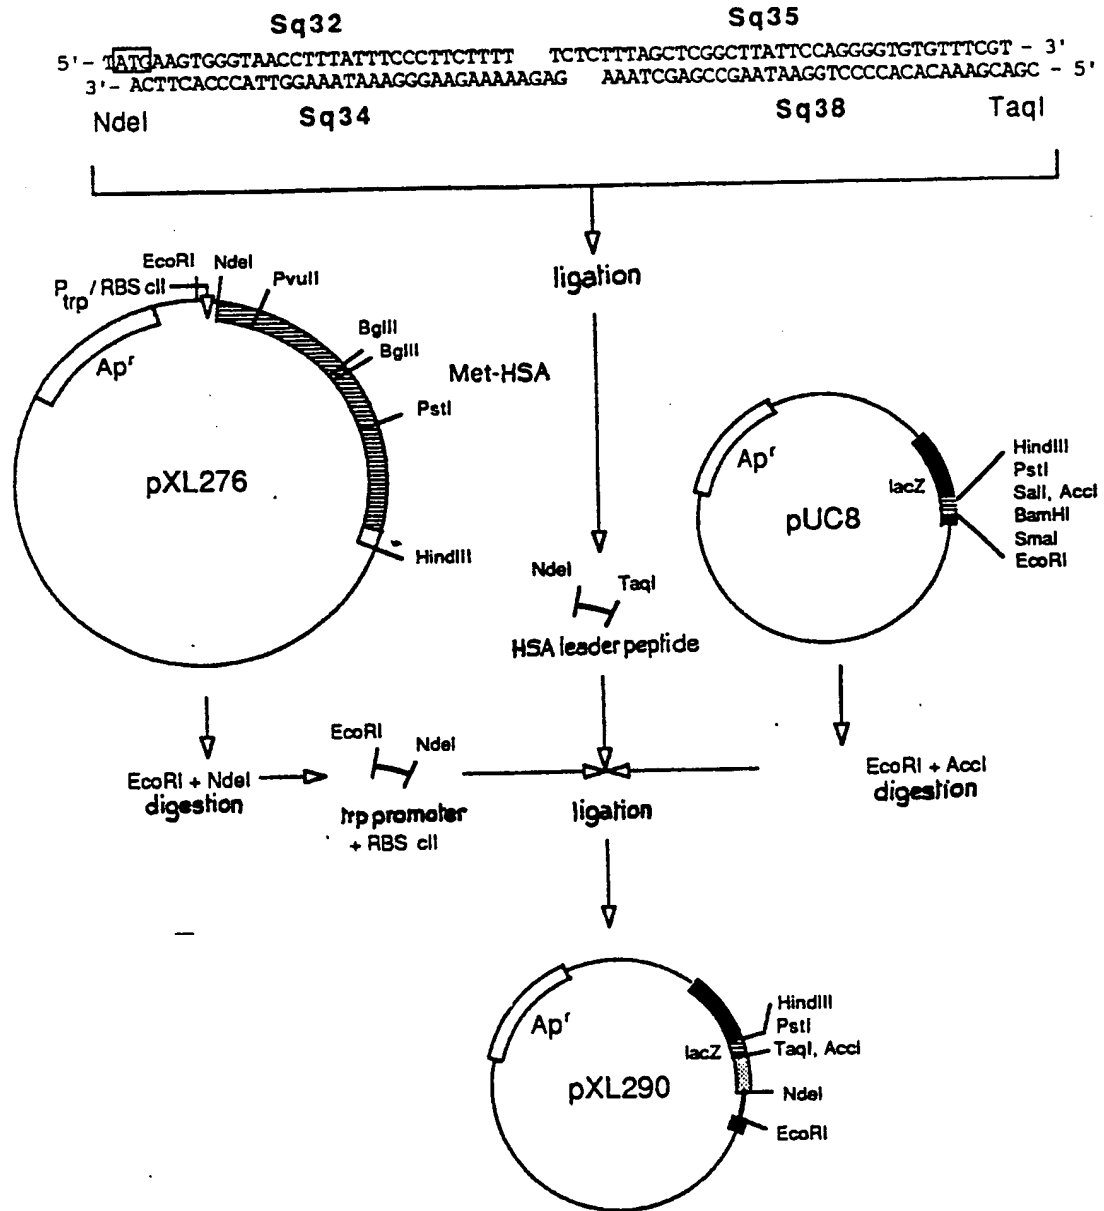 Sq32 Sq35
5'- TATGAAGTGGGTAACCTTTATTTCCCTTCTTTT TCTCTTTAGCTCGGCTTATTCCAGGGGTGTGTTTCGT - 3'
3'- ACTTCACCCATTGGAAATAAAGGGAAGAAAAAGAG AAATCGAGCCGAATAAGGTCCCCACACAAAGCAGC - 5'
NdeI Sq34 Sq38 TaqI
ligation
EcoRI NdeI
Ptrp / RBS cII
PvuII
BglII
BglII
Met-HSA
PstI
Apr
pXL276
HindIII
Apr
lacZ
pUC8
HindIII
PstI
SalI, AccI
BamHI
SmaI
EcoRI
NdeI
TaqI
HSA leader peptide
EcoRI + NdeI
digestion
EcoRI
NdeI
trp promoter
+ RBS cII
ligation
EcoRI + AccI
digestion
Apr
lacZ
pXL290
HindIII
PstI
TaqI, AccI
NdeI
EcoRI